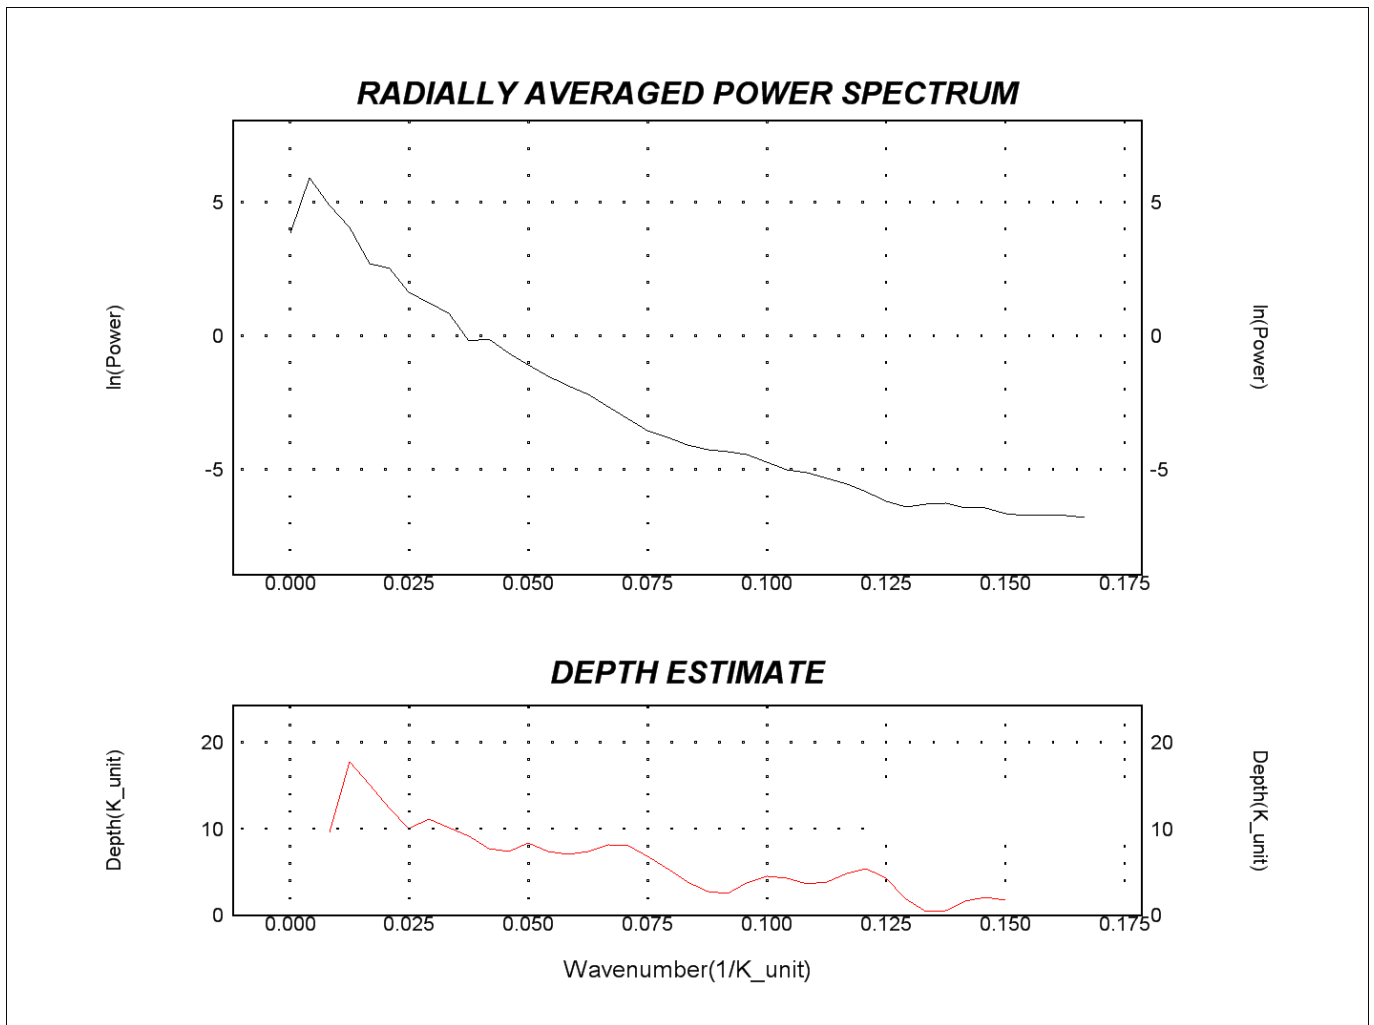 RADIALLY AVERAGED POWER SPECTRUM
ln(Power)
5
0
-5
5
0
-5
ln(Power)
0.000 0.025 0.050 0.075 0.100 0.125 0.150 0.175
DEPTH ESTIMATE
Depth(K_unit)
20
10
0
20
10
0
Depth(K_unit)
0.000 0.025 0.050 0.075 0.100 0.125 0.150 0.175
Wavenumber(1/K_unit)